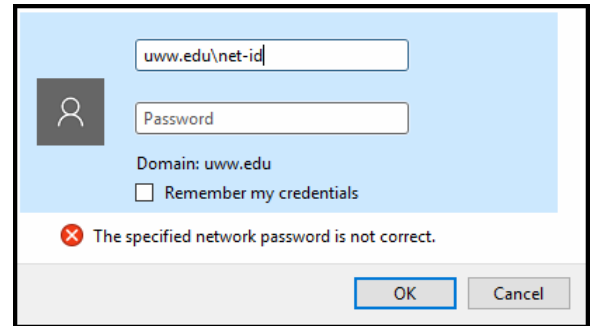 uww.edu\net-id
Password
Domain: uww.edu
Remember my credentials
The specified network password is not correct.
OK Cancel